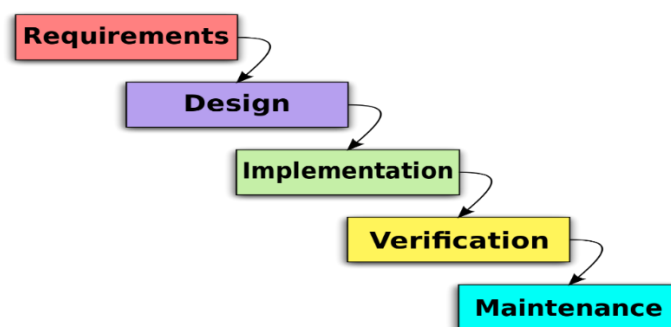 Requirements
Design
Implementation
Verification
Maintenance